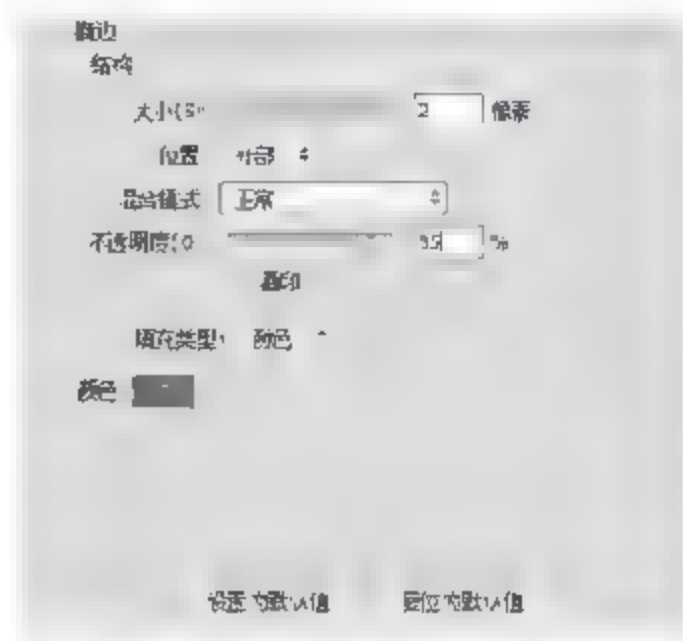 描边
结构
大小(S): 2 像素
位置: 外部
混合模式: 正常
不透明度(O): %
叠印
填充类型: 颜色
颜色:
设置为默认值 复位为默认值